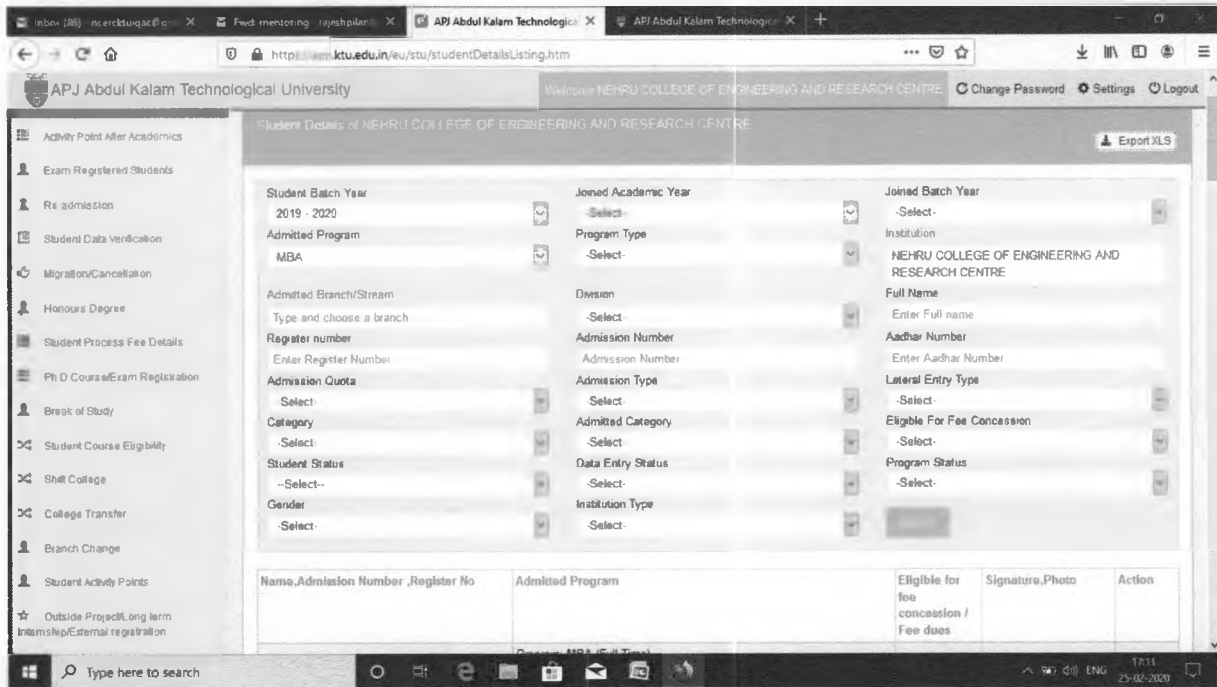 Inbox (86)
Fwd: mentoring
APJ Abdul Kalam Technologica
APJ Abdul Kalam Technologica
.ktu.edu.in/eu/stu/studentDetailsListing.htm
APJ Abdul Kalam Technological University
Welcome NEHRU COLLEGE OF ENGINEERING AND RESEARCH CENTRE
Change Password
Settings
Logout
Activity Point After Academics
Exam Registered Students
Re admission
Student Data Verification
Migration/Cancellation
Honours Degree
Student Process Fee Details
Ph D Course/Exam Registration
Break of Study
Student Course Eligibility
Shift College
College Transfer
Branch Change
Student Activity Points
Outside Project/Long term
Internship/External registration
Student Details of NEHRU COLLEGE OF ENGINEERING AND RESEARCH CENTRE
Export XLS
Student Batch Year
Joined Academic Year
Joined Batch Year
2019 - 2020
-Select-
-Select-
Admitted Program
Program Type
Institution
MBA
-Select-
NEHRU COLLEGE OF ENGINEERING AND
RESEARCH CENTRE
Admitted Branch/Stream
Division
Full Name
Type and choose a branch
-Select-
Enter Full name
Register number
Admission Number
Aadhar Number
Enter Register Number
Admission Number
Enter Aadhar Number
Admission Quota
Admission Type
Lateral Entry Type
Select-
-Select-
-Select-
Category
Admitted Category
Eligible For Fee Concession
-Select-
-Select-
-Select-
Student Status
Data Entry Status
Program Status
--Select--
-Select-
-Select-
Gender
Institution Type
-Select-
-Select-
Name,Admission Number ,Register No
Admitted Program
Eligible for
fee
concession /
Fee dues
Signature,Photo
Action
Program MBA (Full Time)
Type here to search
ENG
17:11
25-02-2020